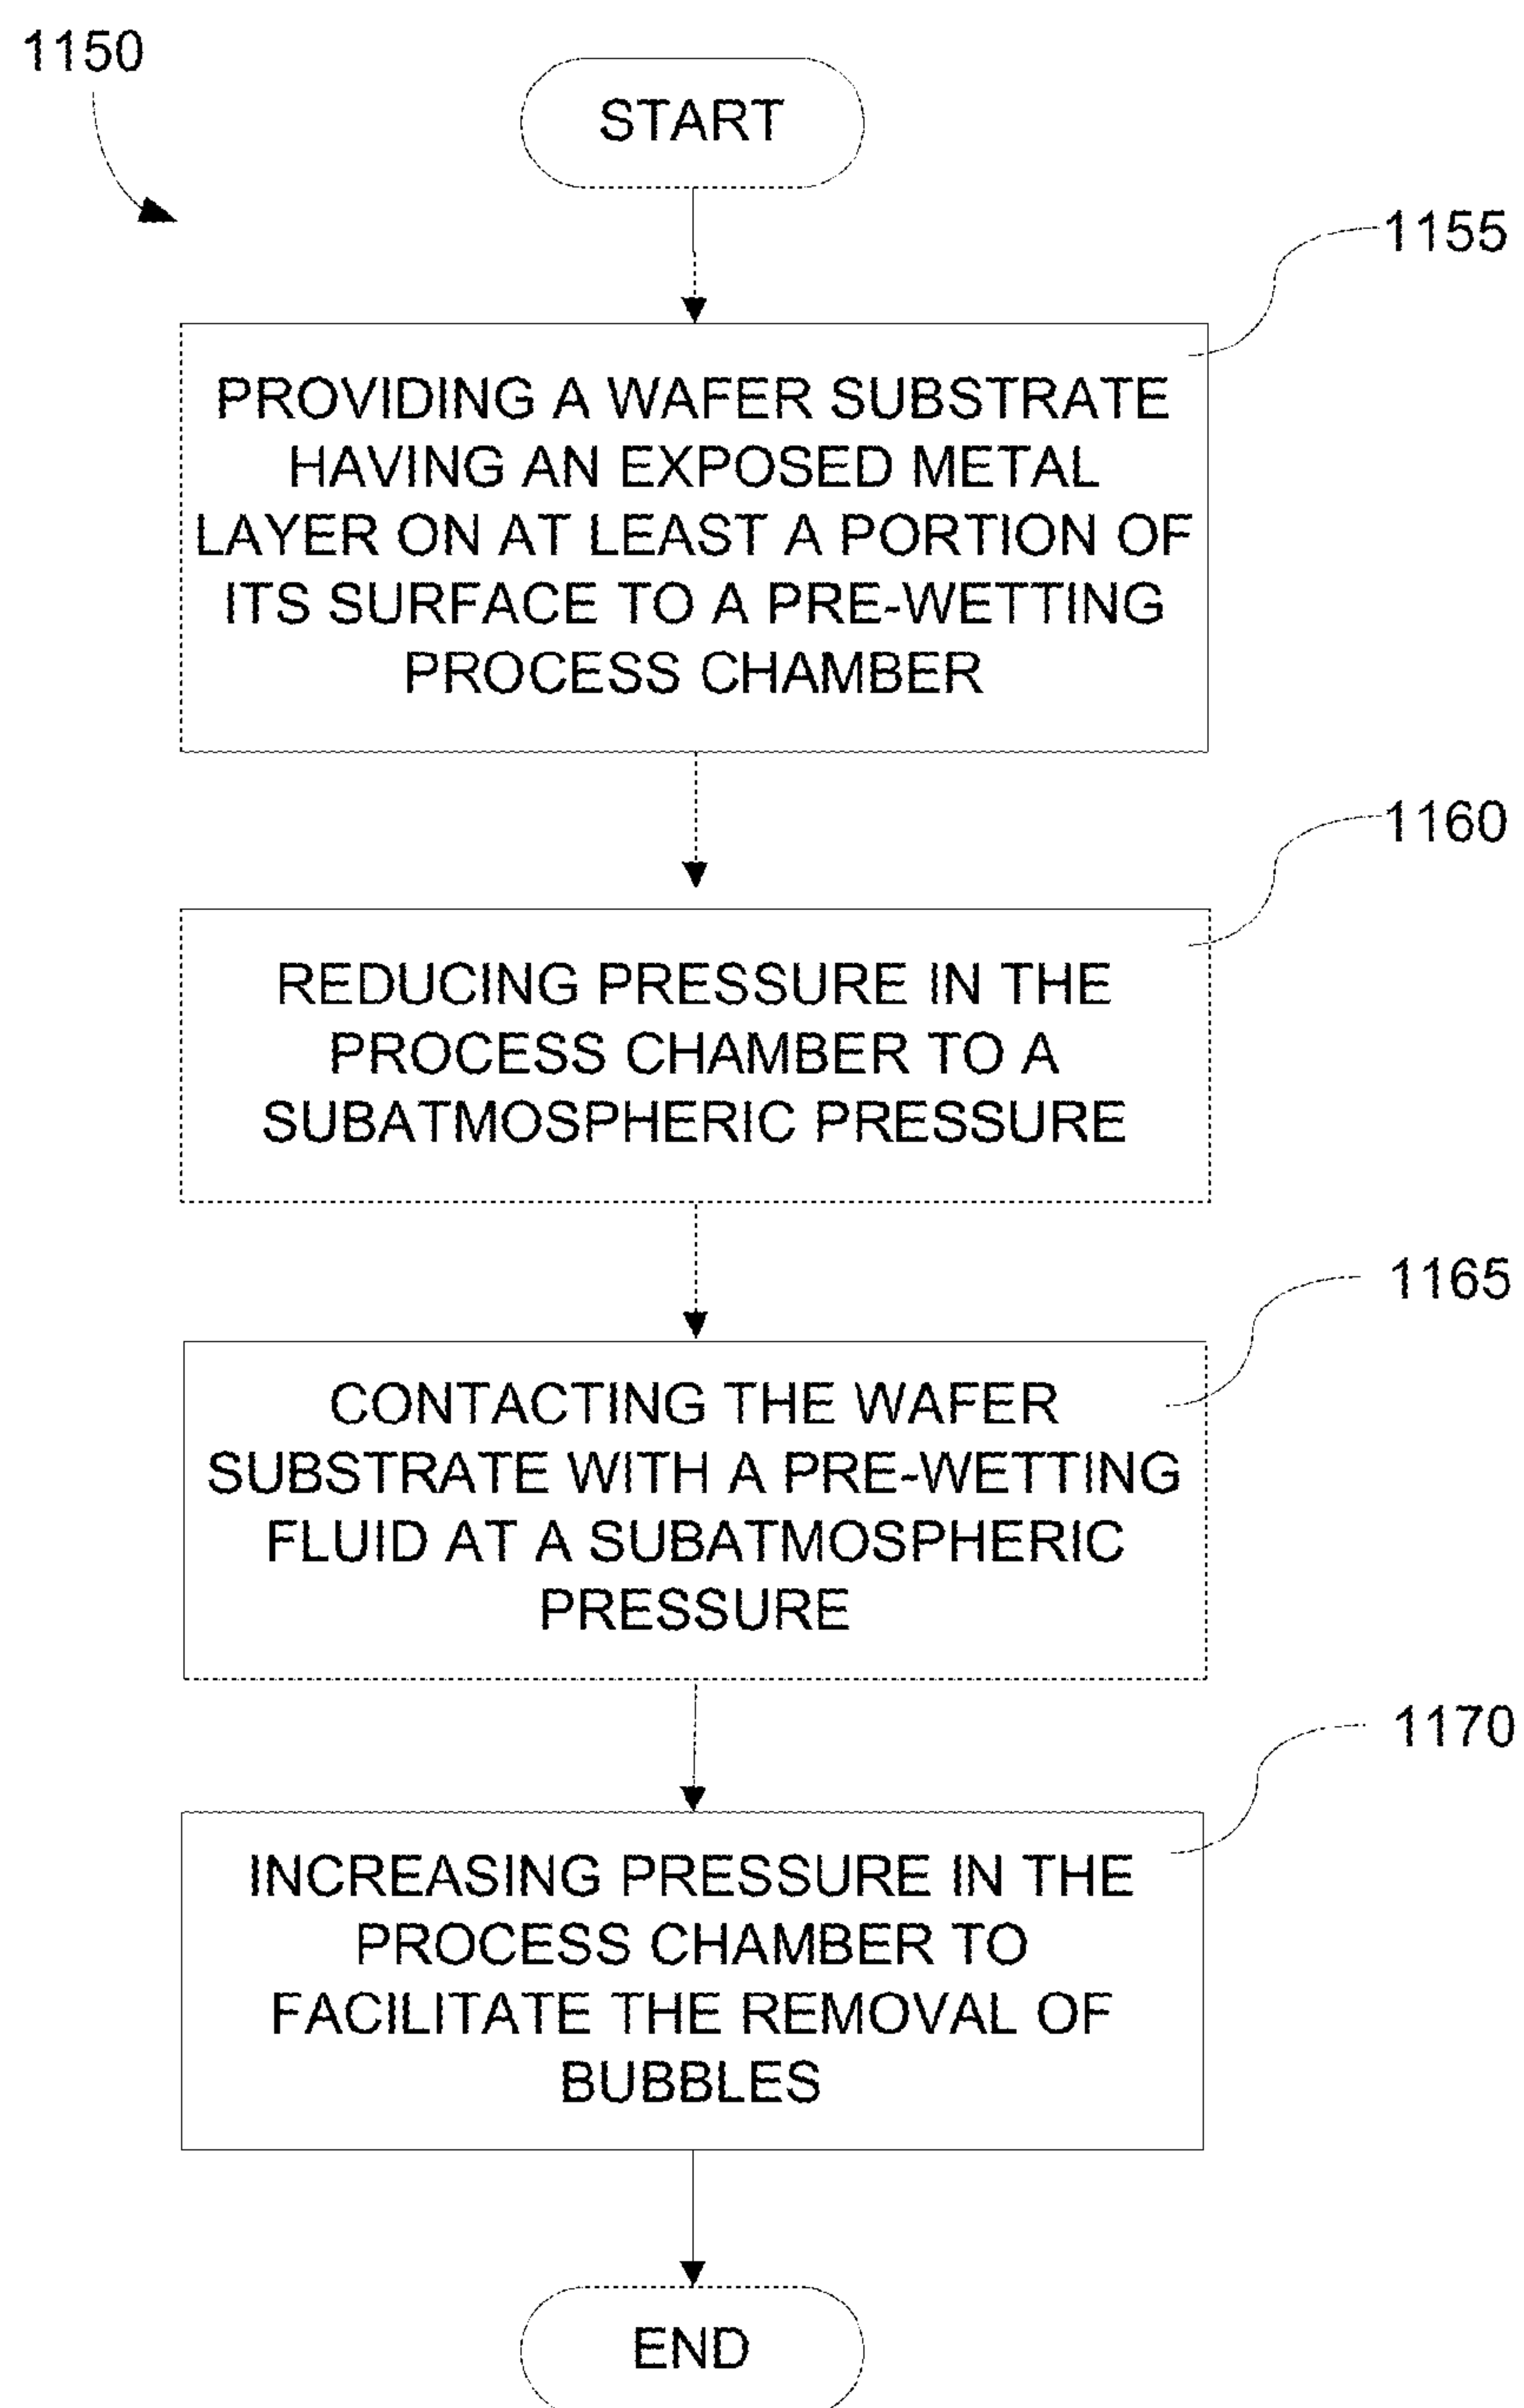 1150
START
1155
PROVIDING A WAFER SUBSTRATE
HAVING AN EXPOSED METAL
LAYER ON AT LEAST A PORTION OF
ITS SURFACE TO A PRE-WETTING
PROCESS CHAMBER
1160
REDUCING PRESSURE IN THE
PROCESS CHAMBER TO A
SUBATMOSPHERIC PRESSURE
1165
CONTACTING THE WAFER
SUBSTRATE WITH A PRE-WETTING
FLUID AT A SUBATMOSPHERIC
PRESSURE
1170
INCREASING PRESSURE IN THE
PROCESS CHAMBER TO
FACILITATE THE REMOVAL OF
BUBBLES
END